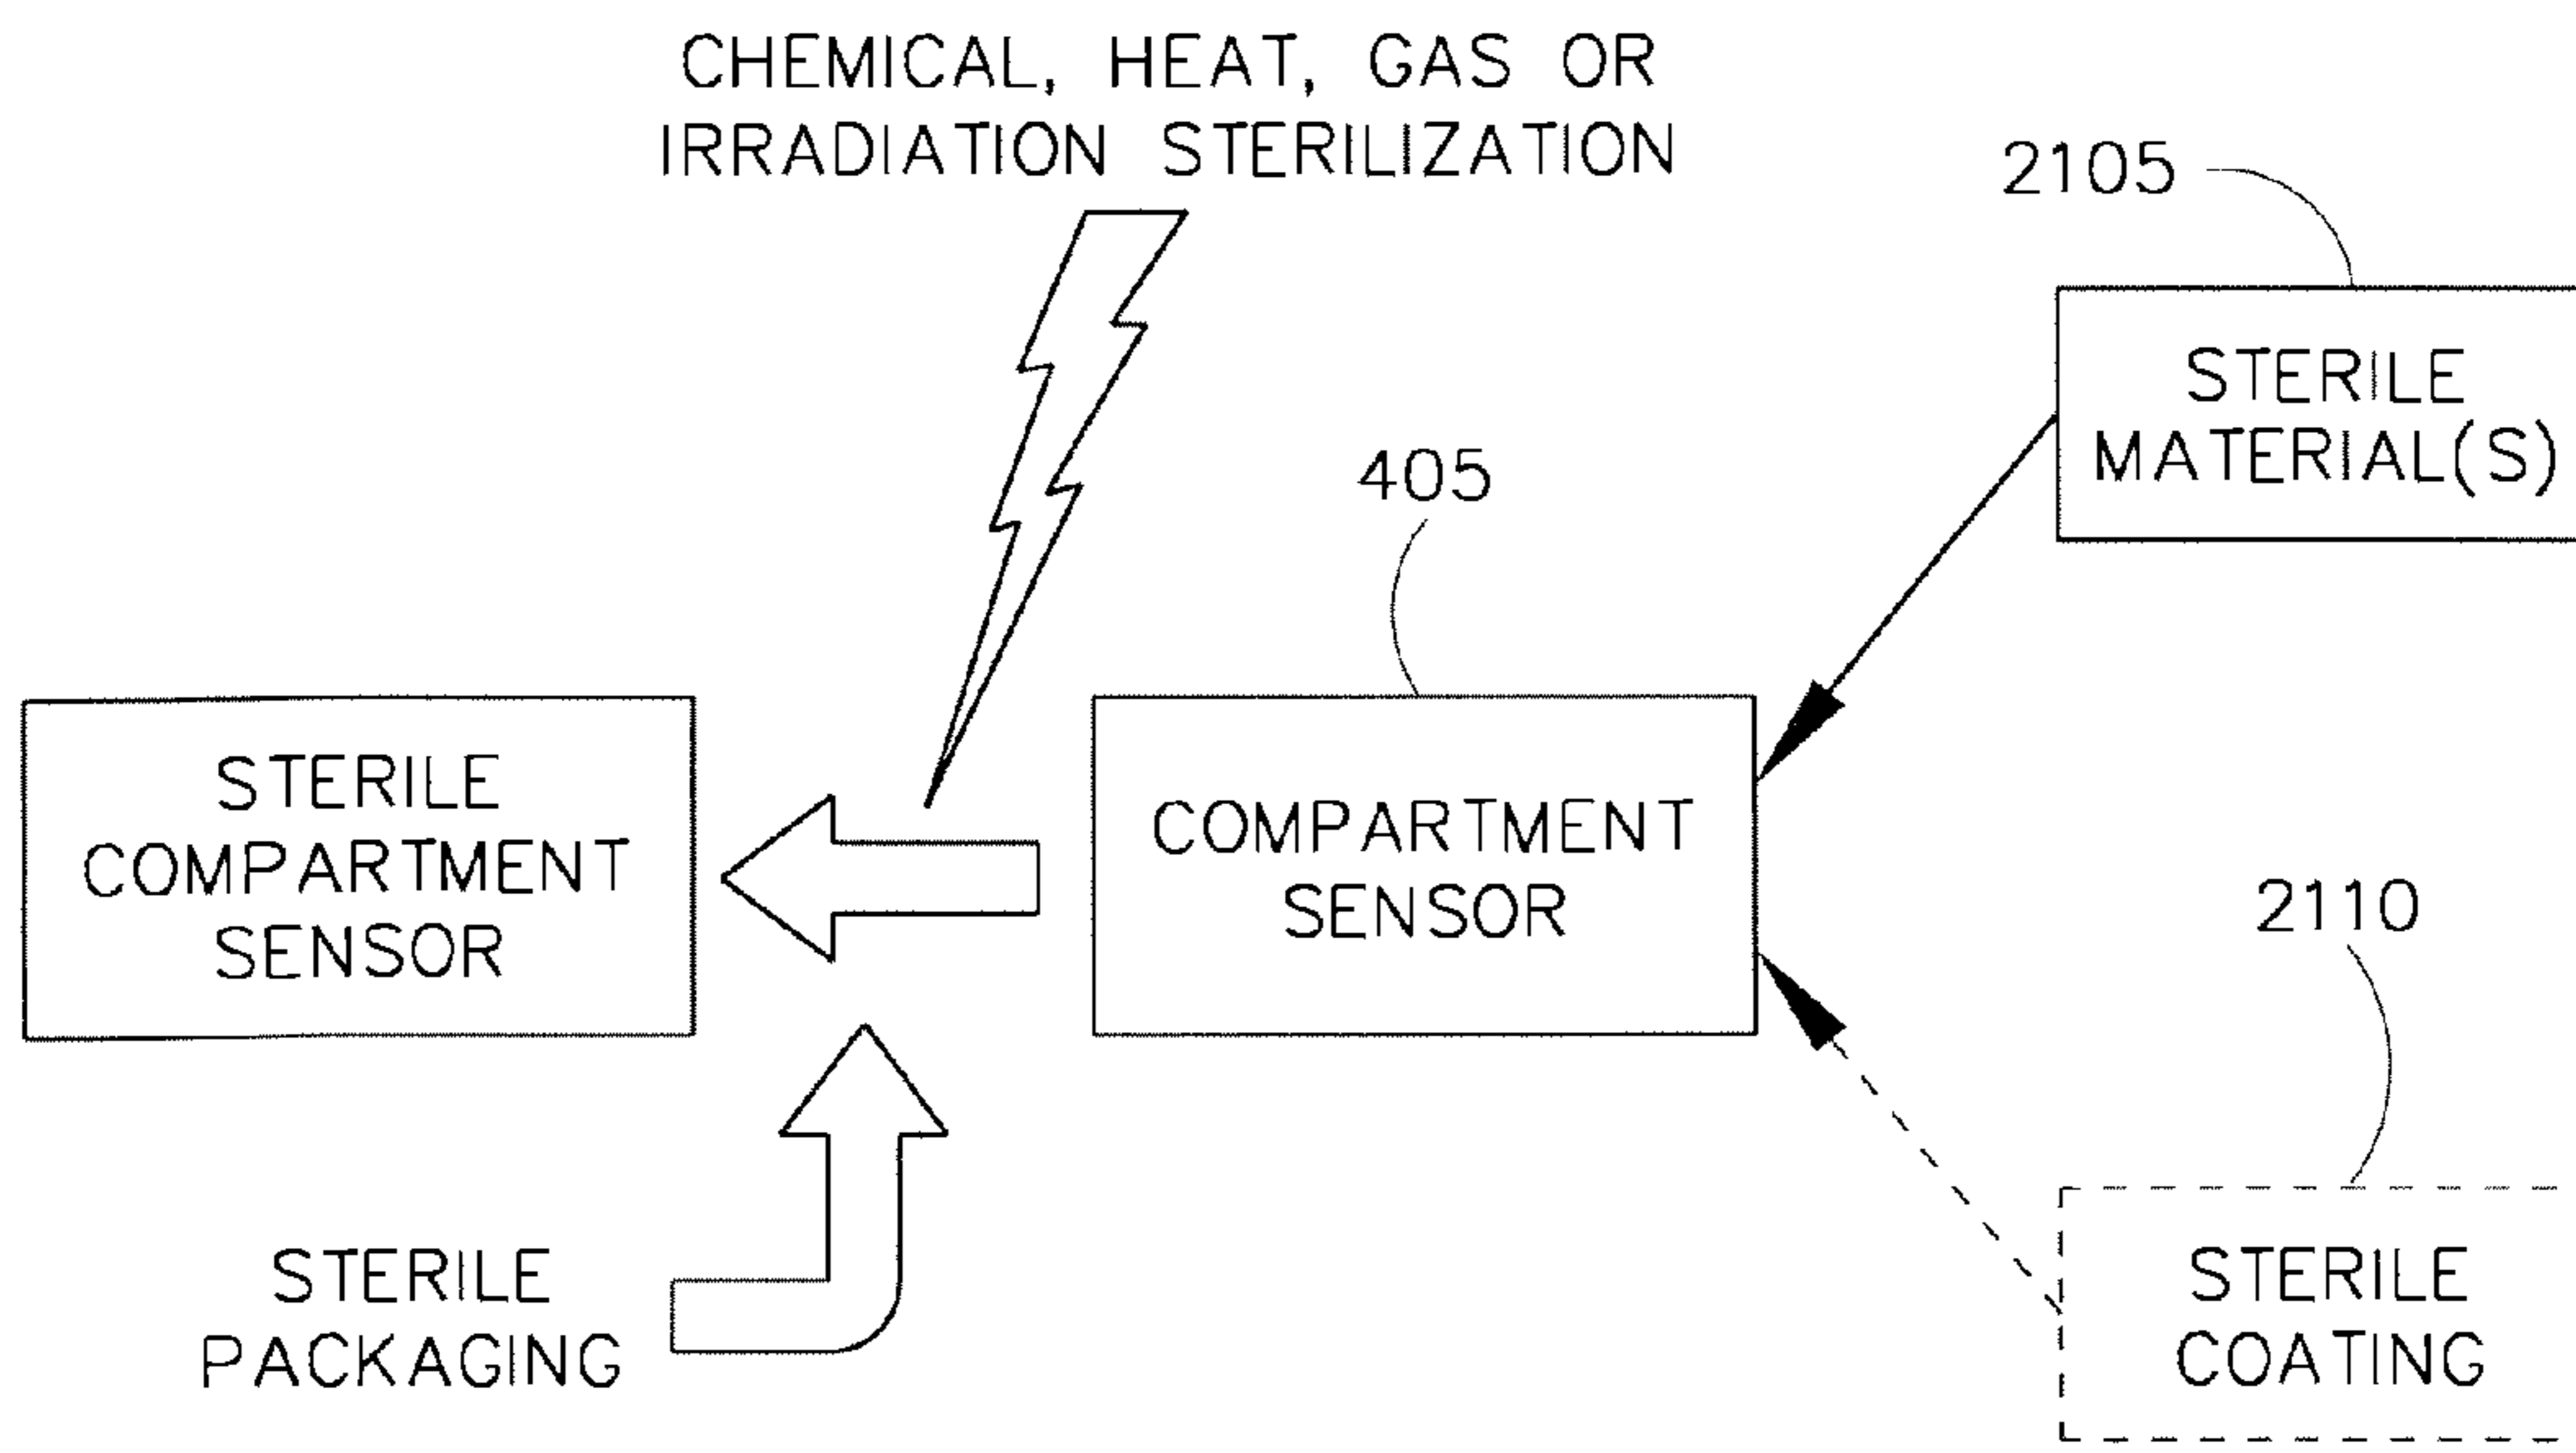 CHEMICAL, HEAT, GAS OR
IRRADIATION STERILIZATION
2105
STERILE
MATERIAL(S)
405
STERILE
COMPARTMENT
SENSOR
COMPARTMENT
SENSOR
2110
STERILE
PACKAGING
STERILE
COATING